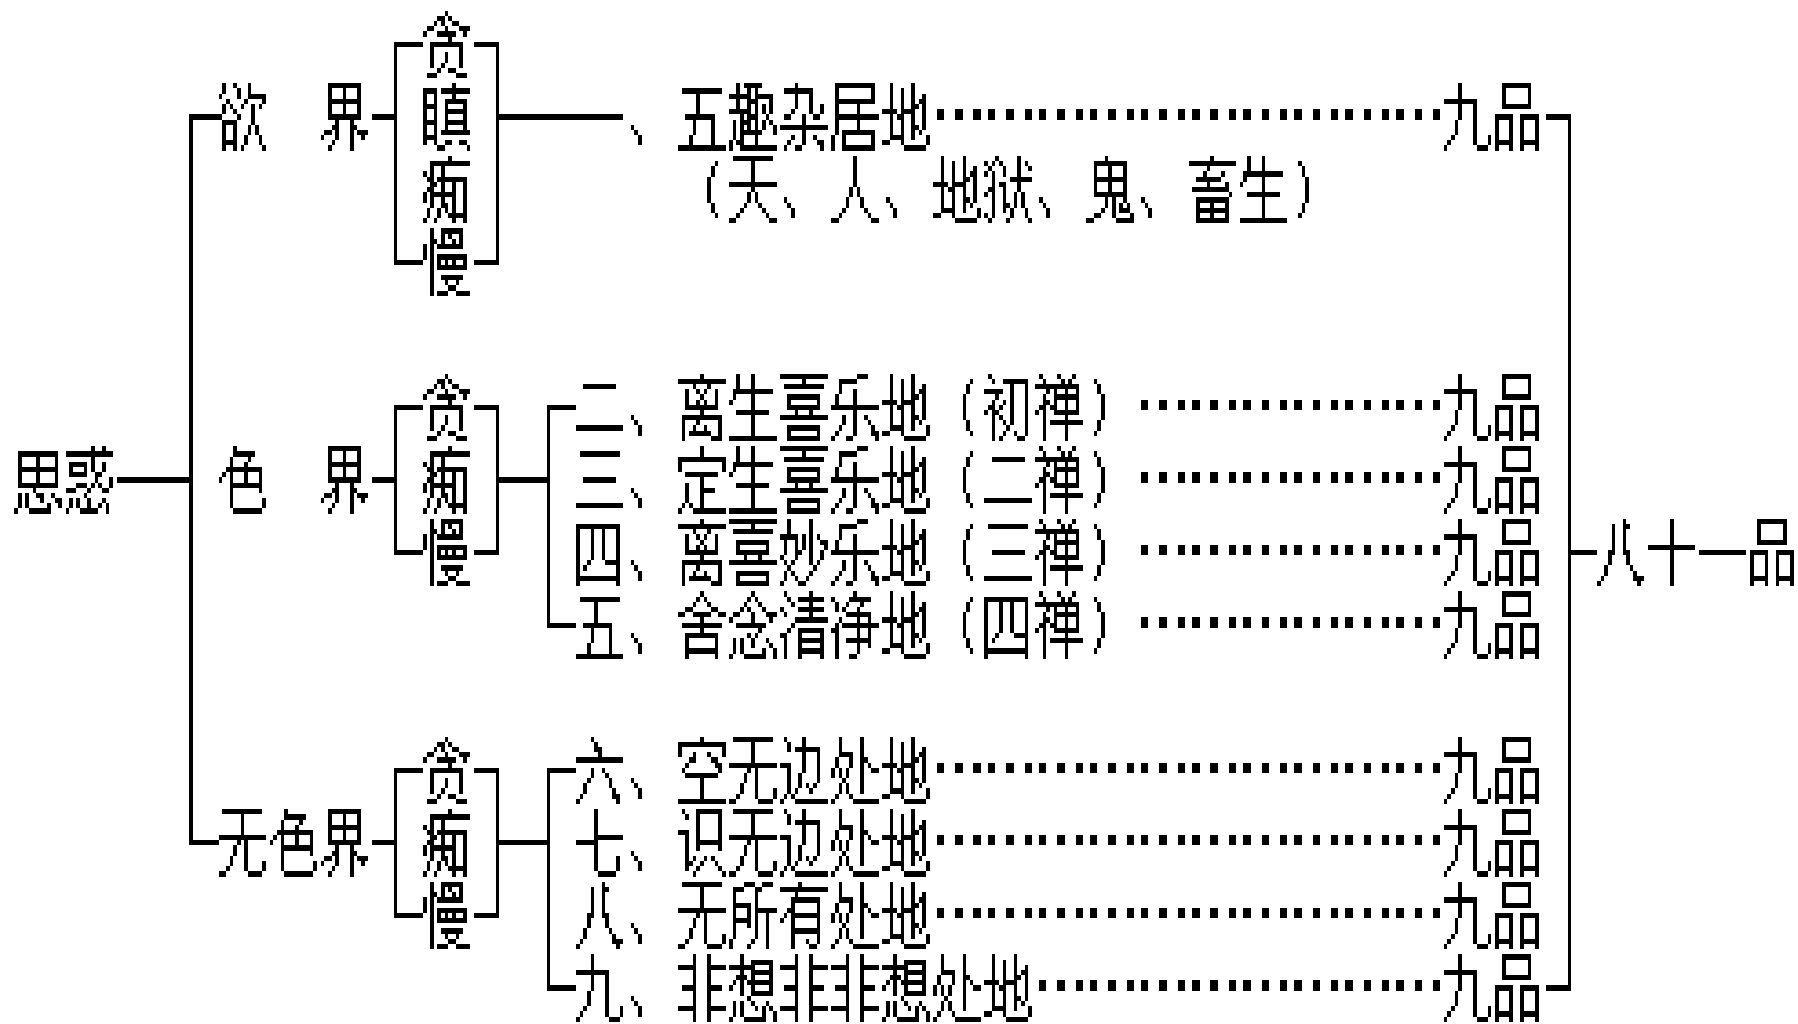 贪
欲 界 瞋 一、五趣杂居地………………九品
痴 （天、人、地狱、鬼、畜生）
慢
贪 二、离生喜乐地（初禅）…………九品
思惑 色 界 痴 三、定生喜乐地（二禅）…………九品
慢 四、离喜妙乐地（三禅）…………九品 八十一品
五、舍念清净地（四禅）…………九品
贪 六、空无边处地………………九品
无色界 痴 七、识无边处地………………九品
慢 八、无所有处地………………九品
九、非想非非想处地……………九品